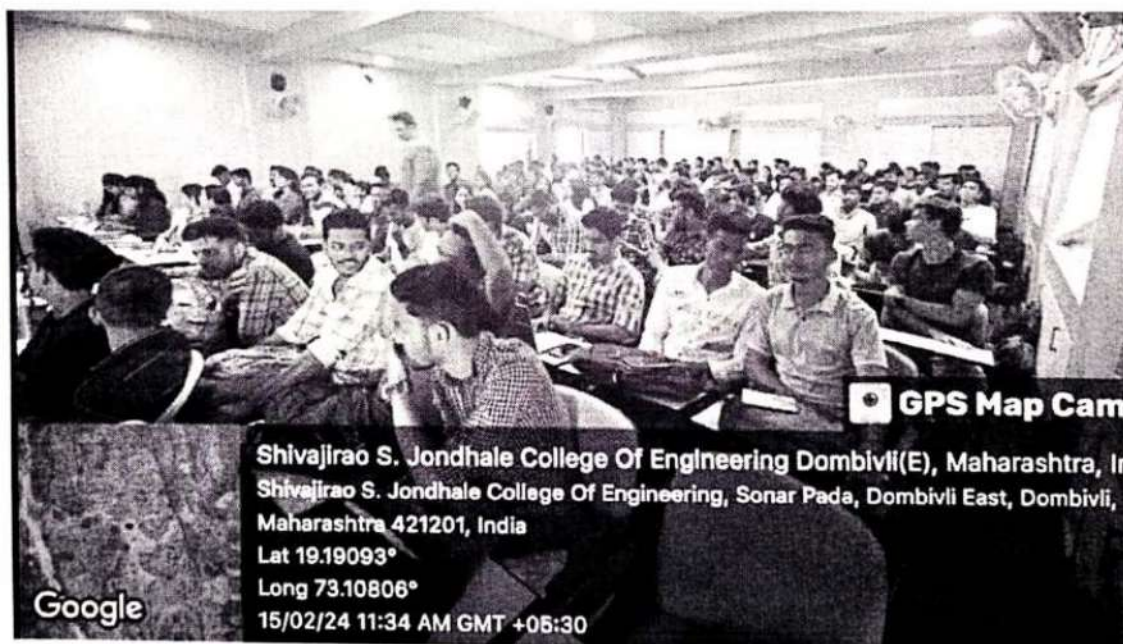 GPS Map Cam
Shivajirao S. Jondhale College Of Engineering Dombivli(E), Maharashtra, In
Shivajirao S. Jondhale College Of Engineering, Sonar Pada, Dombivli East, Dombivli,
Maharashtra 421201, India
Lat 19.19093°
Long 73.10806°
15/02/24 11:34 AM GMT +05:30
Google